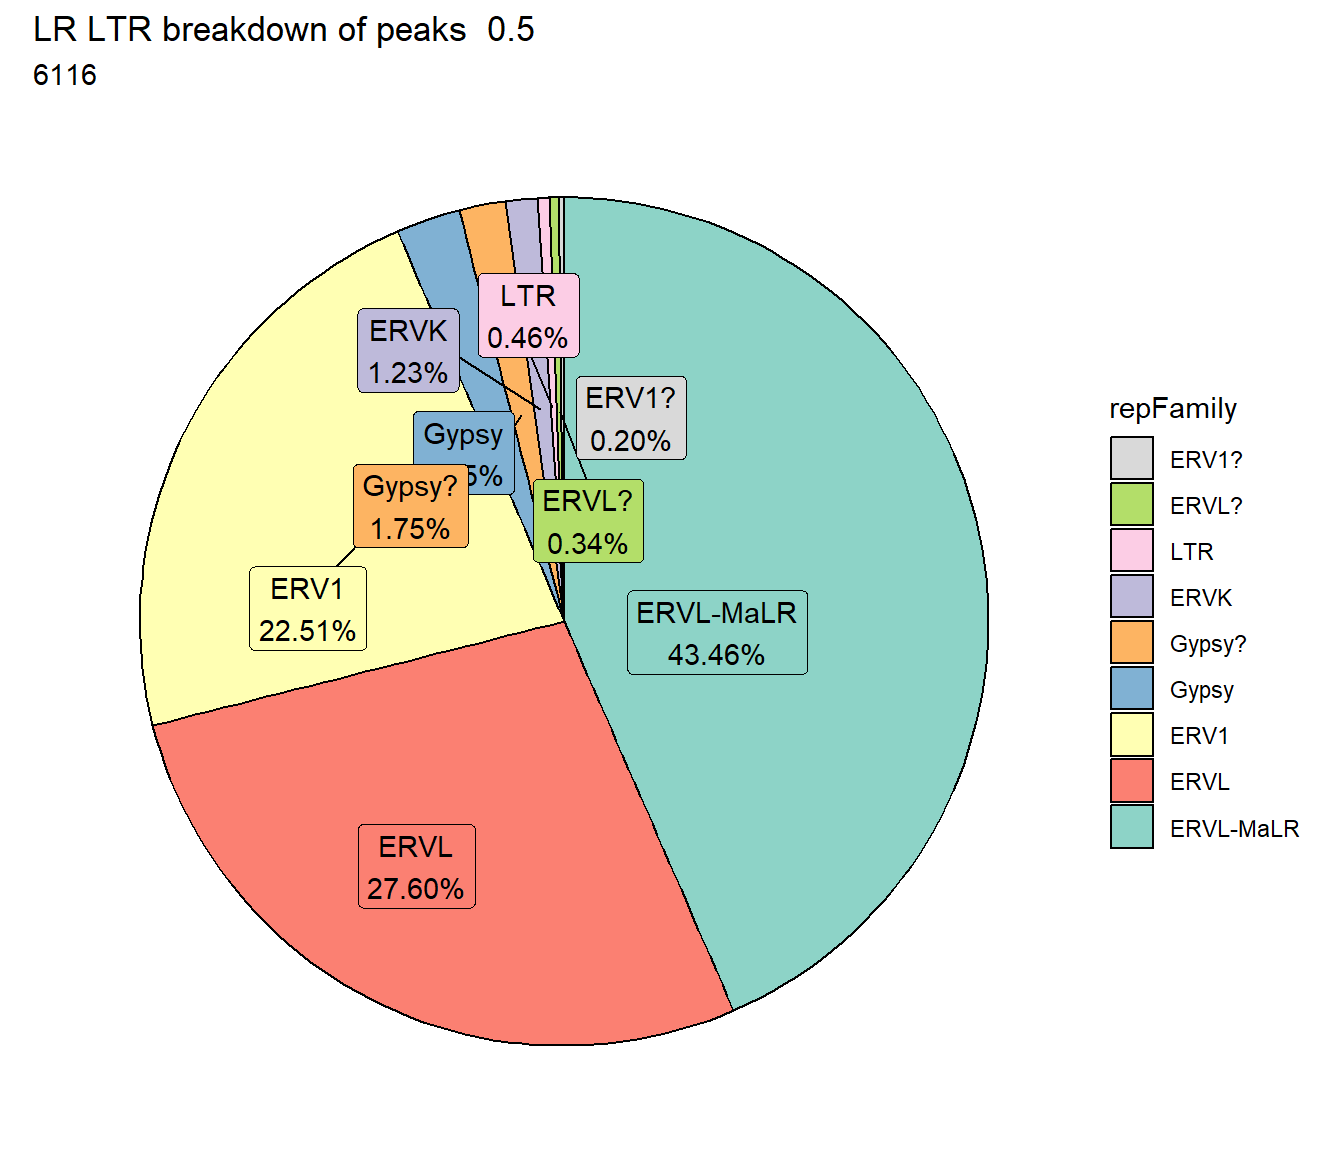 LR LTR breakdown of peaks  0.5
6116
LTR
0.46%
ERVK
1.23%
ERV1?
0.20%
Gypsy
5%
Gypsy?
1.75%
ERVL?
0.34%
ERV1
22.51%
ERVL-MaLR
43.46%
ERVL
27.60%
repFamily
ERV1?
ERVL?
LTR
ERVK
Gypsy?
Gypsy
ERV1
ERVL
ERVL-MaLR